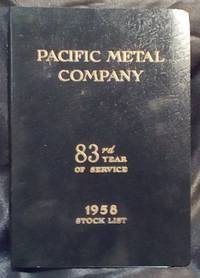 PACIFIC METAL
COMPANY
83rd YEAR
OF SERVICE
1958
STOCK LIST